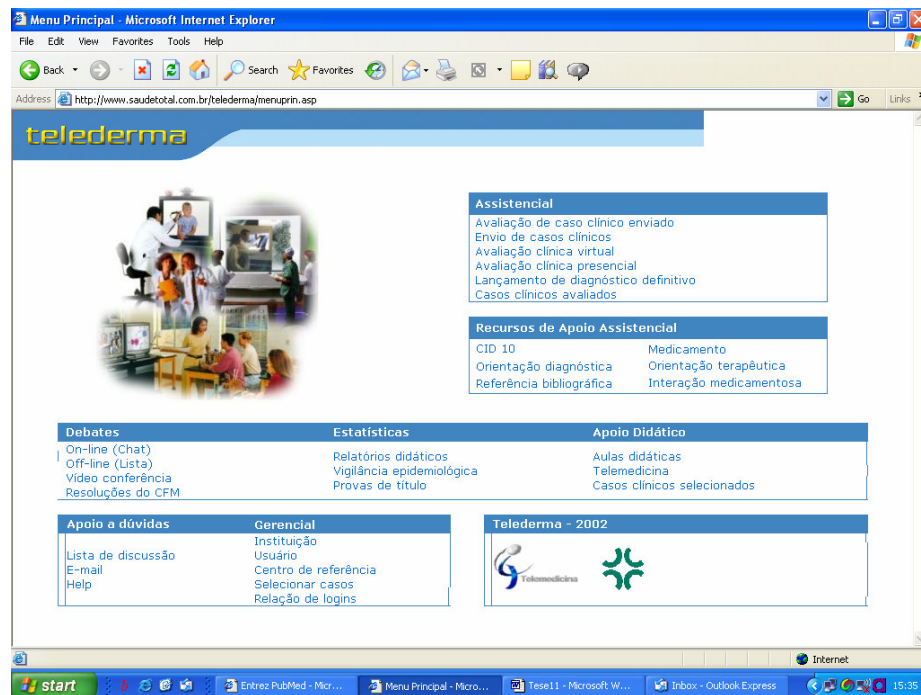 Menu Principal - Microsoft Internet Explorer
File Edit View Favorites Tools Help
Back Search Favorites
Address http://www.saudetotal.com.br/telederma/menuprin.asp Go Links
telederma
Assistencial
Avaliação de caso clínico enviado
Envio de casos clínicos
Avaliação clínica virtual
Avaliação clínica presencial
Lançamento de diagnóstico definitivo
Casos clínicos avaliados
Recursos de Apoio Assistencial
CID 10 Medicamento
Orientação diagnóstica Orientação terapêutica
Referência bibliográfica Interação medicamentosa
Debates
On-line (Chat)
Off-line (Lista)
Vídeo conferência
Resoluções do CFM
Estatísticas
Relatórios didáticos
Vigilância epidemiológica
Provas de título
Apoio Didático
Aulas didáticas
Telemedicina
Casos clínicos selecionados
Apoio a dúvidas
Lista de discussão
E-mail
Help
Gerencial
Instituição
Usuário
Centro de referência
Selecionar casos
Relação de logins
Telederma - 2002
Telemedicina
Internet
start Entrez PubMed - Micr... Menu Principal - Micro... Tese11 - Microsoft W... Inbox - Outlook Express 15:35